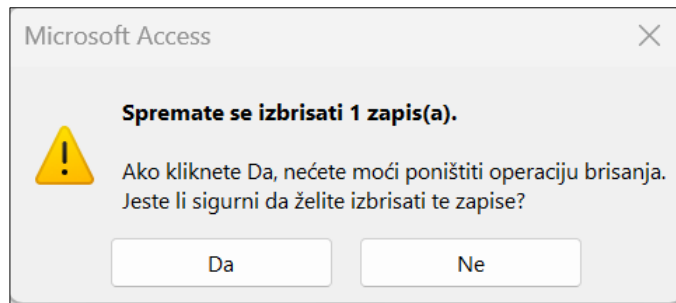 Microsoft Access
Spremate se izbrisati 1 zapis(a).
Ako kliknete Da, nećete moći poništiti operaciju brisanja.
Jeste li sigurni da želite izbrisati te zapise?
Da
Ne